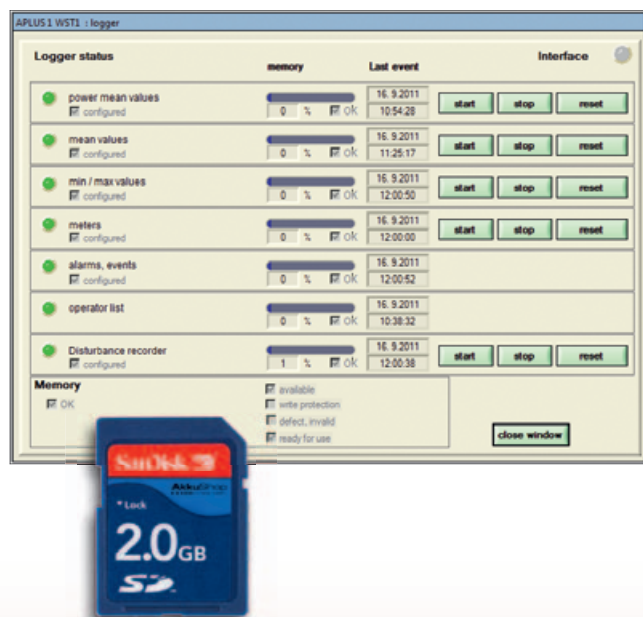 APLUS1 WST1 : logger
Logger status
memory
Last event
Interface
power mean values
configured
0 % ok
16. 9.2011
10:54:28
start stop reset
mean values
configured
0 % ok
16. 9.2011
11:25:17
start stop reset
min / max values
configured
0 % ok
16. 9.2011
12:00:50
start stop reset
meters
configured
0 % ok
16. 9.2011
12:00:00
start stop reset
alarms, events
configured
0 % ok
16. 9.2011
12:00:52
operator list
0 % ok
16. 9.2011
10:38:32
Disturbance recorder
configured
1 % ok
16. 9.2011
12:00:38
start stop reset
Memory
OK
available
write protection
defect, invalid
ready for use
close window
SanDisk
AkkuShop
Lock
2.0GB
SD